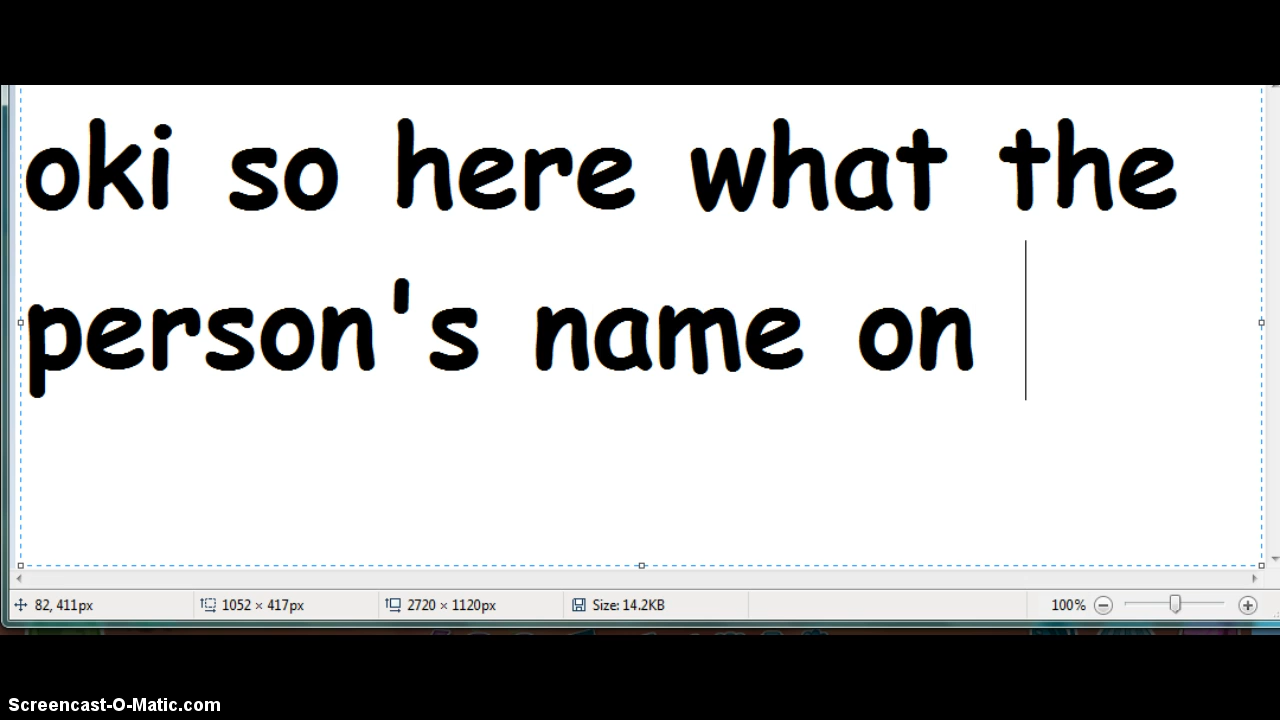 oki so here what the
person's name on
82, 411px 1052 × 417px 2720 × 1120px Size: 14.2KB 100%
Screencast-O-Matic.com